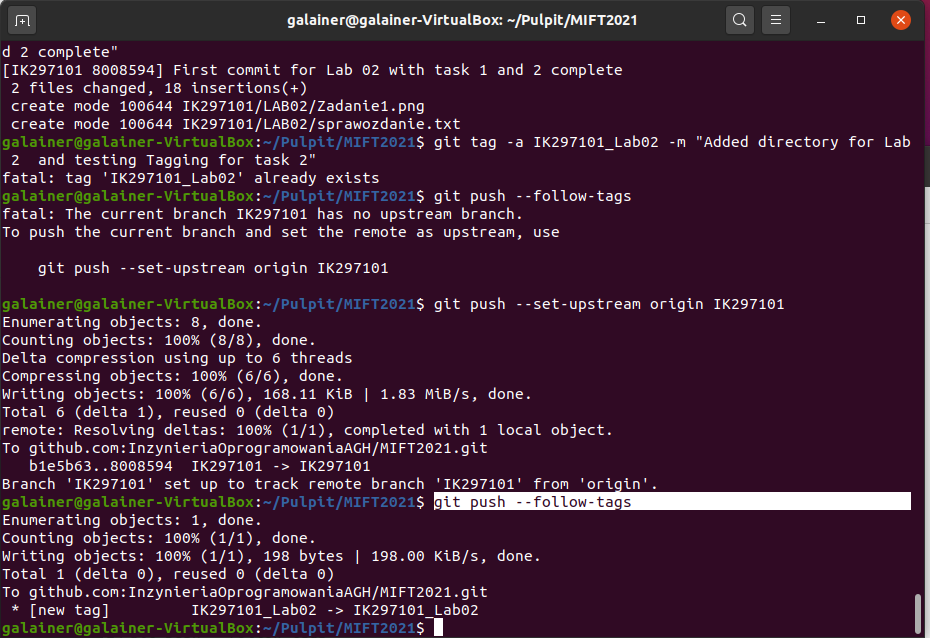 galainer@galainer-VirtualBox: ~/Pulpit/MIFT2021
d 2 complete"
[IK297101 8008594] First commit for Lab 02 with task 1 and 2 complete
 2 files changed, 18 insertions(+)
 create mode 100644 IK297101/LAB02/Zadanie1.png
 create mode 100644 IK297101/LAB02/sprawozdanie.txt
galainer@galainer-VirtualBox:~/Pulpit/MIFT2021$ git tag -a IK297101_Lab02 -m "Added directory for Lab
 2  and testing Tagging for task 2"
fatal: tag 'IK297101_Lab02' already exists
galainer@galainer-VirtualBox:~/Pulpit/MIFT2021$ git push --follow-tags
fatal: The current branch IK297101 has no upstream branch.
To push the current branch and set the remote as upstream, use
    git push --set-upstream origin IK297101
galainer@galainer-VirtualBox:~/Pulpit/MIFT2021$ git push --set-upstream origin IK297101
Enumerating objects: 8, done.
Counting objects: 100% (8/8), done.
Delta compression using up to 6 threads
Compressing objects: 100% (6/6), done.
Writing objects: 100% (6/6), 168.11 KiB | 1.83 MiB/s, done.
Total 6 (delta 1), reused 0 (delta 0)
remote: Resolving deltas: 100% (1/1), completed with 1 local object.
To github.com:InzynieriaOprogramowaniaAGH/MIFT2021.git
   b1e5b63..8008594  IK297101 -> IK297101
Branch 'IK297101' set up to track remote branch 'IK297101' from 'origin'.
galainer@galainer-VirtualBox:~/Pulpit/MIFT2021$ git push --follow-tags
Enumerating objects: 1, done.
Counting objects: 100% (1/1), done.
Writing objects: 100% (1/1), 198 bytes | 198.00 KiB/s, done.
Total 1 (delta 0), reused 0 (delta 0)
To github.com:InzynieriaOprogramowaniaAGH/MIFT2021.git
 * [new tag]         IK297101_Lab02 -> IK297101_Lab02
galainer@galainer-VirtualBox:~/Pulpit/MIFT2021$